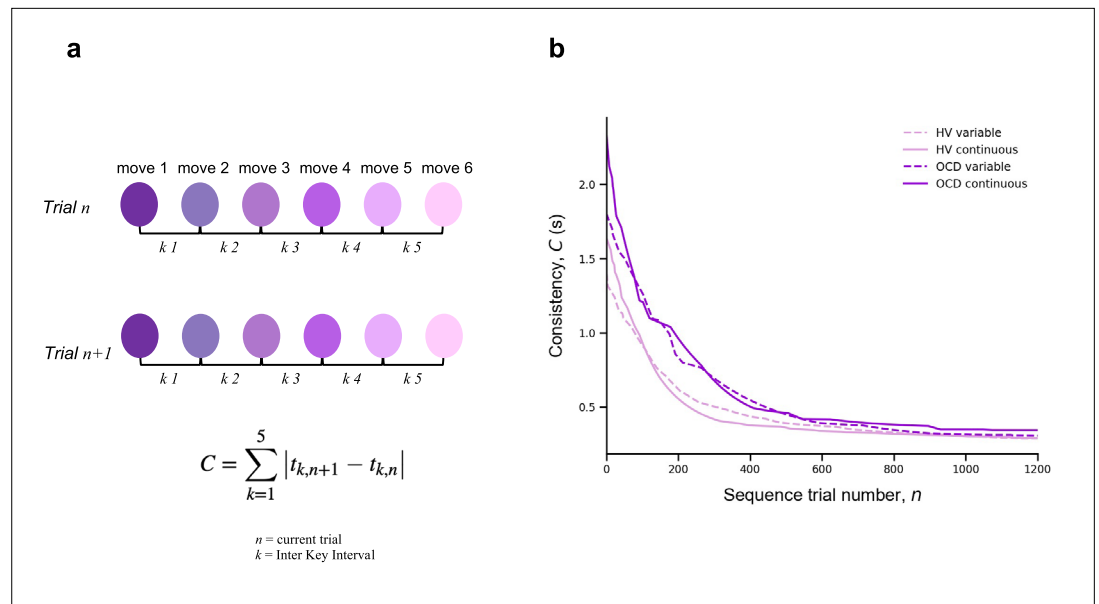 a
move 1 move 2 move 3 move 4 move 5 move 6
Trial n
k 1 k 2 k 3 k 4 k 5
Trial n+1
k 1 k 2 k 3 k 4 k 5
C = ∑_{k=1}^{5} |t_{k,n+1} − t_{k,n}|
n = current trial
k = Inter Key Interval
b
HV variable
HV continuous
OCD variable
OCD continuous
Consistency, C (s)
2.0
1.5
1.0
0.5
0 200 400 600 800 1000 1200
Sequence trial number, n